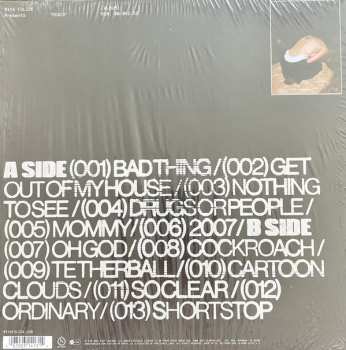 Presents
A SIDE (001) BAD THING / (002) GET
OUT OF MY HOUSE / (003) NOTHING
TO SEE / (004) DRUGS OR PEOPLE /
(005) MOMMY / (006) 2007 / B SIDE
(007) OH GOD / (008) COCKROACH /
(009) TETHERBALL / (010) CARTOON
CLOUDS / (011) SO CLEAR / (012)
ORDINARY / (013) SHORTSTOP